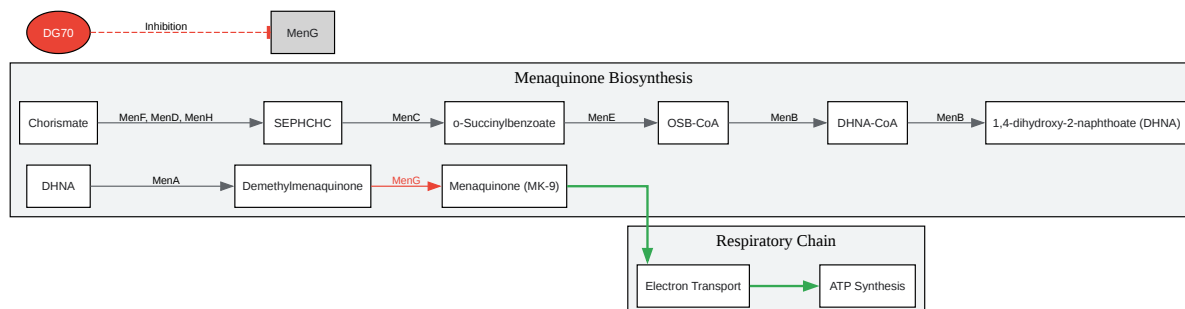 DG70
Inhibition
MenG
Menaquinone Biosynthesis
Chorismate
MenF, MenD, MenH
SEPHCHC
MenC
o-Succinylbenzoate
MenE
OSB-CoA
MenB
DHNA-CoA
MenB
1,4-dihydroxy-2-naphthoate (DHNA)
DHNA
MenA
Demethylmenaquinone
MenG
Menaquinone (MK-9)
Respiratory Chain
Electron Transport
ATP Synthesis